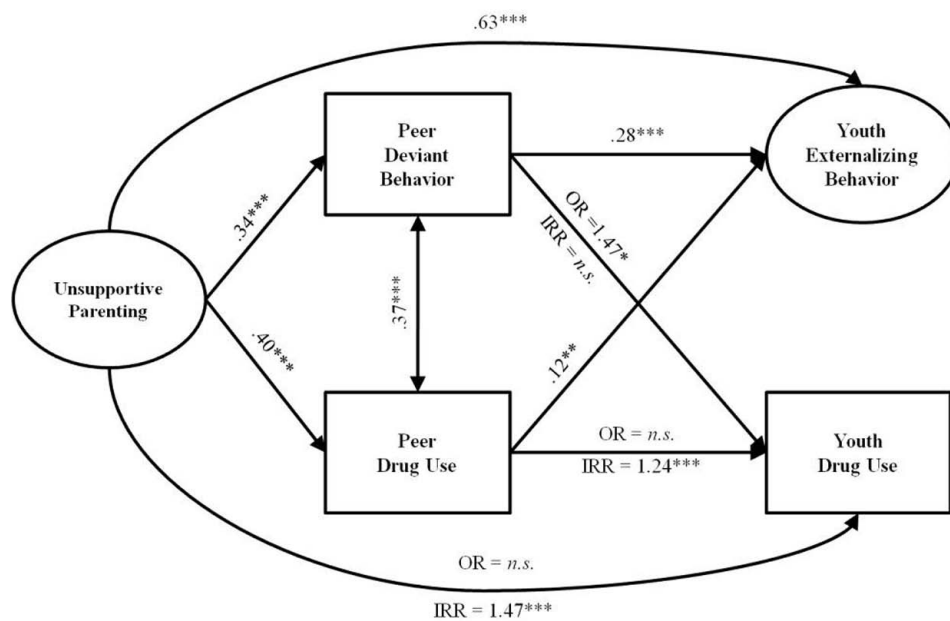 .63***
Peer
Deviant
Behavior
.28***
Youth
Externalizing
Behavior
.34***
OR =1.47*
IRR = n.s.
Unsupportive
Parenting
.37***
.40***
.12**
Peer
Drug Use
OR = n.s.
IRR = 1.24***
Youth
Drug Use
OR = n.s.
IRR = 1.47***